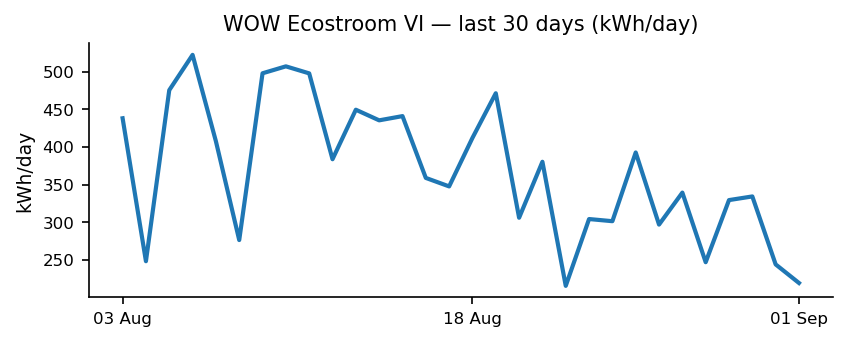 WOW Ecostroom VI — last 30 days (kWh/day)
kWh/day
500
450
400
350
300
250
03 Aug
18 Aug
01 Sep